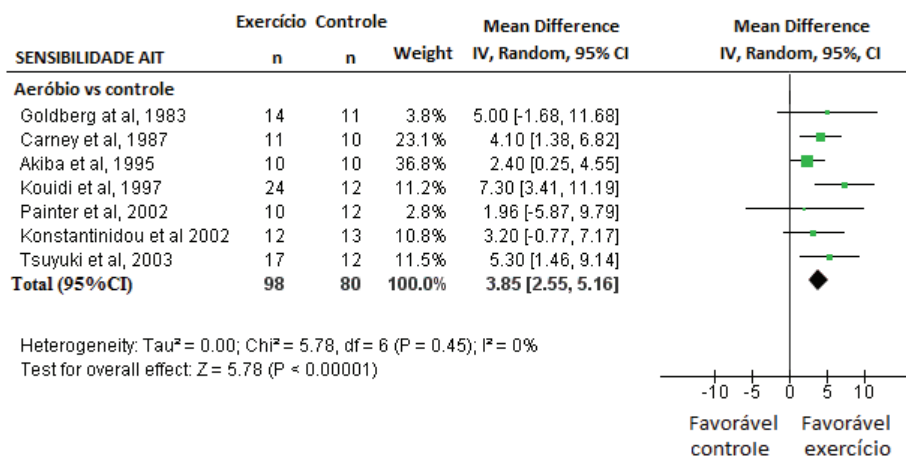 Exercício Controle Mean Difference Mean Difference
SENSIBILIDADE AIT n n Weight IV, Random, 95% CI IV, Random, 95%, CI
Aeróbio vs controle
Goldberg at al, 1983 14 11 3.8% 5.00 [-1.68, 11.68]
Carney et al, 1987 11 10 23.1% 4.10 [1.38, 6.82]
Akiba et al, 1995 10 10 36.8% 2.40 [0.25, 4.55]
Kouidi et al, 1997 24 12 11.2% 7.30 [3.41, 11.19]
Painter et al, 2002 10 12 2.8% 1.96 [-5.87, 9.79]
Konstantinidou et al 2002 12 13 10.8% 3.20 [-0.77, 7.17]
Tsuyuki et al, 2003 17 12 11.5% 5.30 [1.46, 9.14]
Total (95%CI) 98 80 100.0% 3.85 [2.55, 5.16]
Heterogeneity: Tau² = 0.00; Chi² = 5.78, df = 6 (P = 0.45); I² = 0%
Test for overall effect: Z = 5.78 (P < 0.00001)
-10 -5 0 5 10
Favorável Favorável
controle exercício